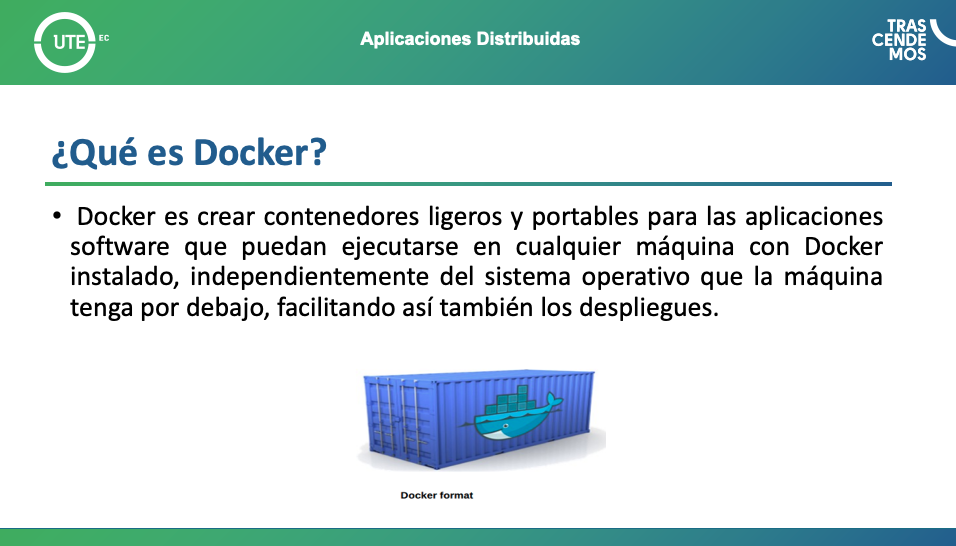 UTE
EC
Aplicaciones Distribuidas
TRAS
CENDE
MOS
¿Qué es Docker?
• Docker es crear contenedores ligeros y portables para las aplicaciones
software que puedan ejecutarse en cualquier máquina con Docker
instalado, independientemente del sistema operativo que la máquina
tenga por debajo, facilitando así también los despliegues.
Docker format